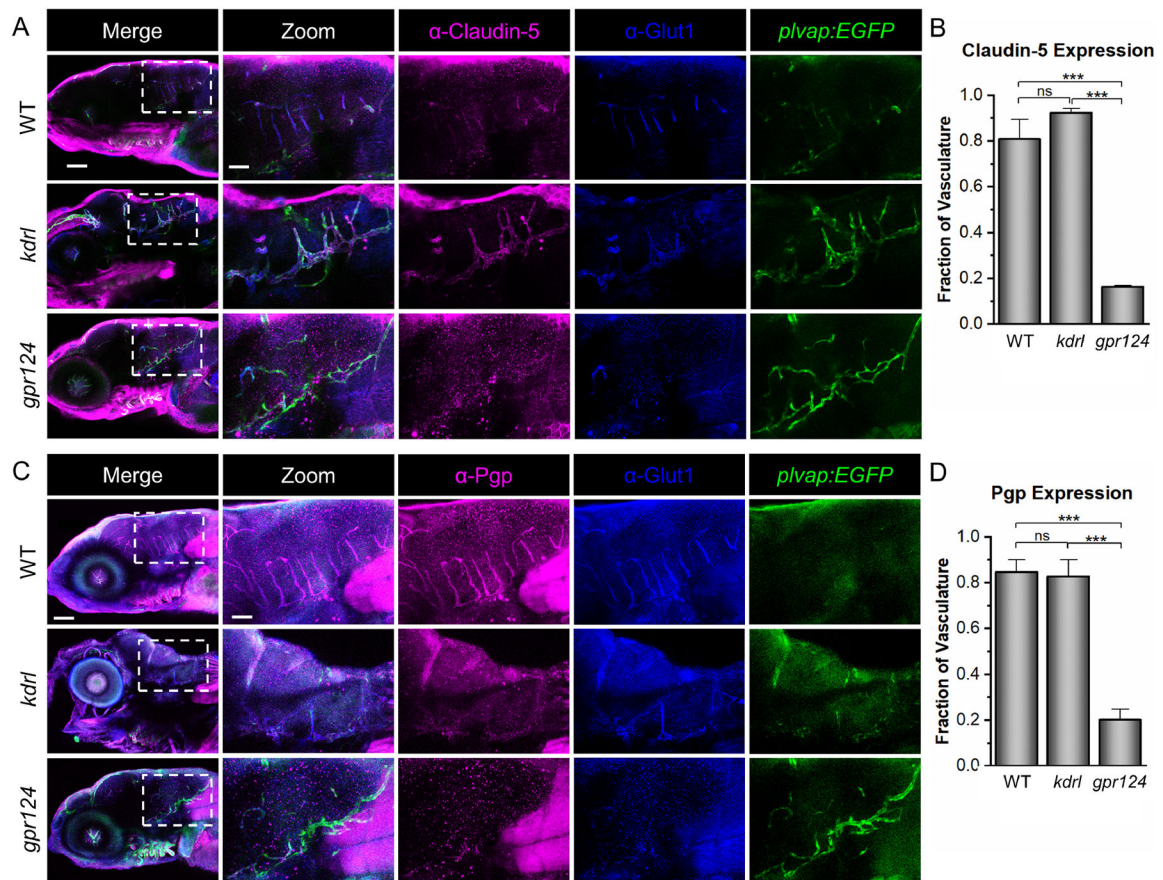 A
Merge
Zoom
α-Claudin-5
α-Glut1
plvap:EGFP
WT
kdrl
gpr124
B
Claudin-5 Expression
***
ns
***
Fraction of Vasculature
1.0
0.8
0.6
0.4
0.2
0.0
WT
kdrl
gpr124
C
Merge
Zoom
α-Pgp
α-Glut1
plvap:EGFP
WT
kdrl
gpr124
D
Pgp Expression
***
ns
***
Fraction of Vasculature
1.0
0.8
0.6
0.4
0.2
0.0
WT
kdrl
gpr124